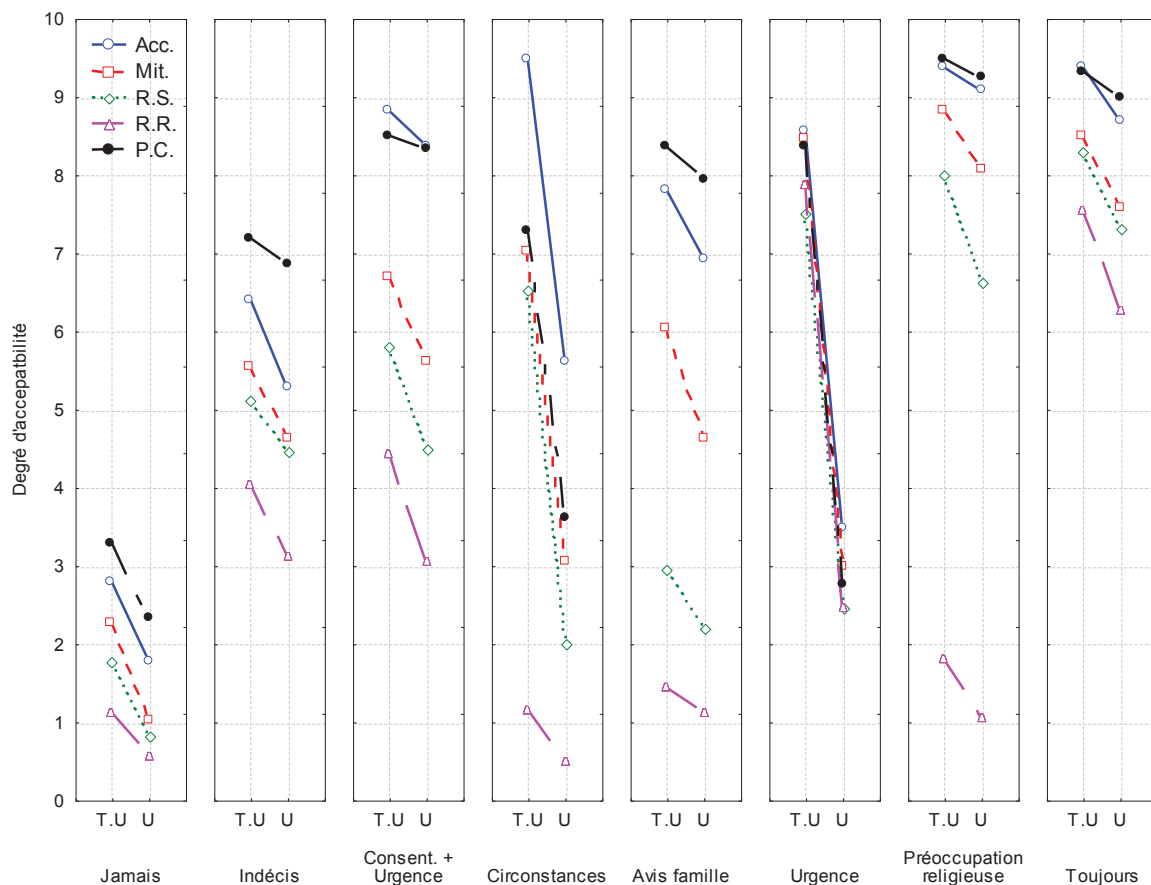 10
9
8
7
6
5
4
3
2
1
0
Degré d'accepatbilité
Acc.
Mit.
R.S.
R.R.
P.C.
T.U U
Jamais
T.U U
Indécis
T.U U
Consent. +
Urgence
T.U U
Circonstances
T.U U
Avis famille
T.U U
Urgence
T.U U
Préoccupation
religieuse
T.U U
Toujours